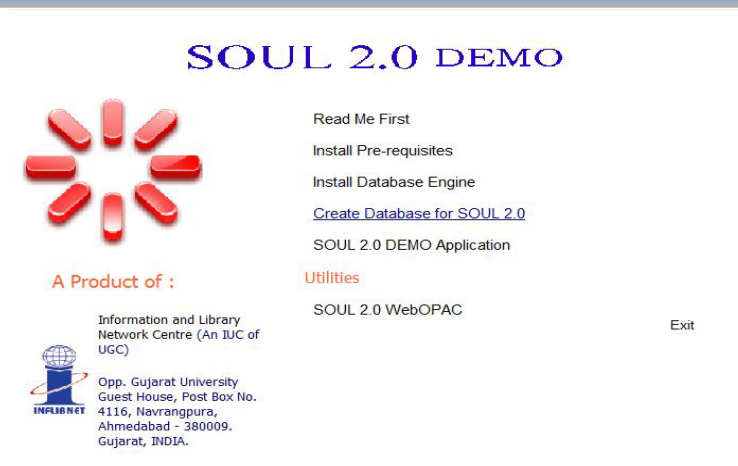 SOUL 2.0 DEMO
Read Me First
Install Pre-requisites
Install Database Engine
Create Database for SOUL 2.0
SOUL 2.0 DEMO Application
Utilities
SOUL 2.0 WebOPAC
Exit
A Product of :
Information and Library
Network Centre (An IUC of
UGC)
INFLIBNET
Opp. Gujarat University
Guest House, Post Box No.
4116, Navrangpura,
Ahmedabad - 380009.
Gujarat, INDIA.